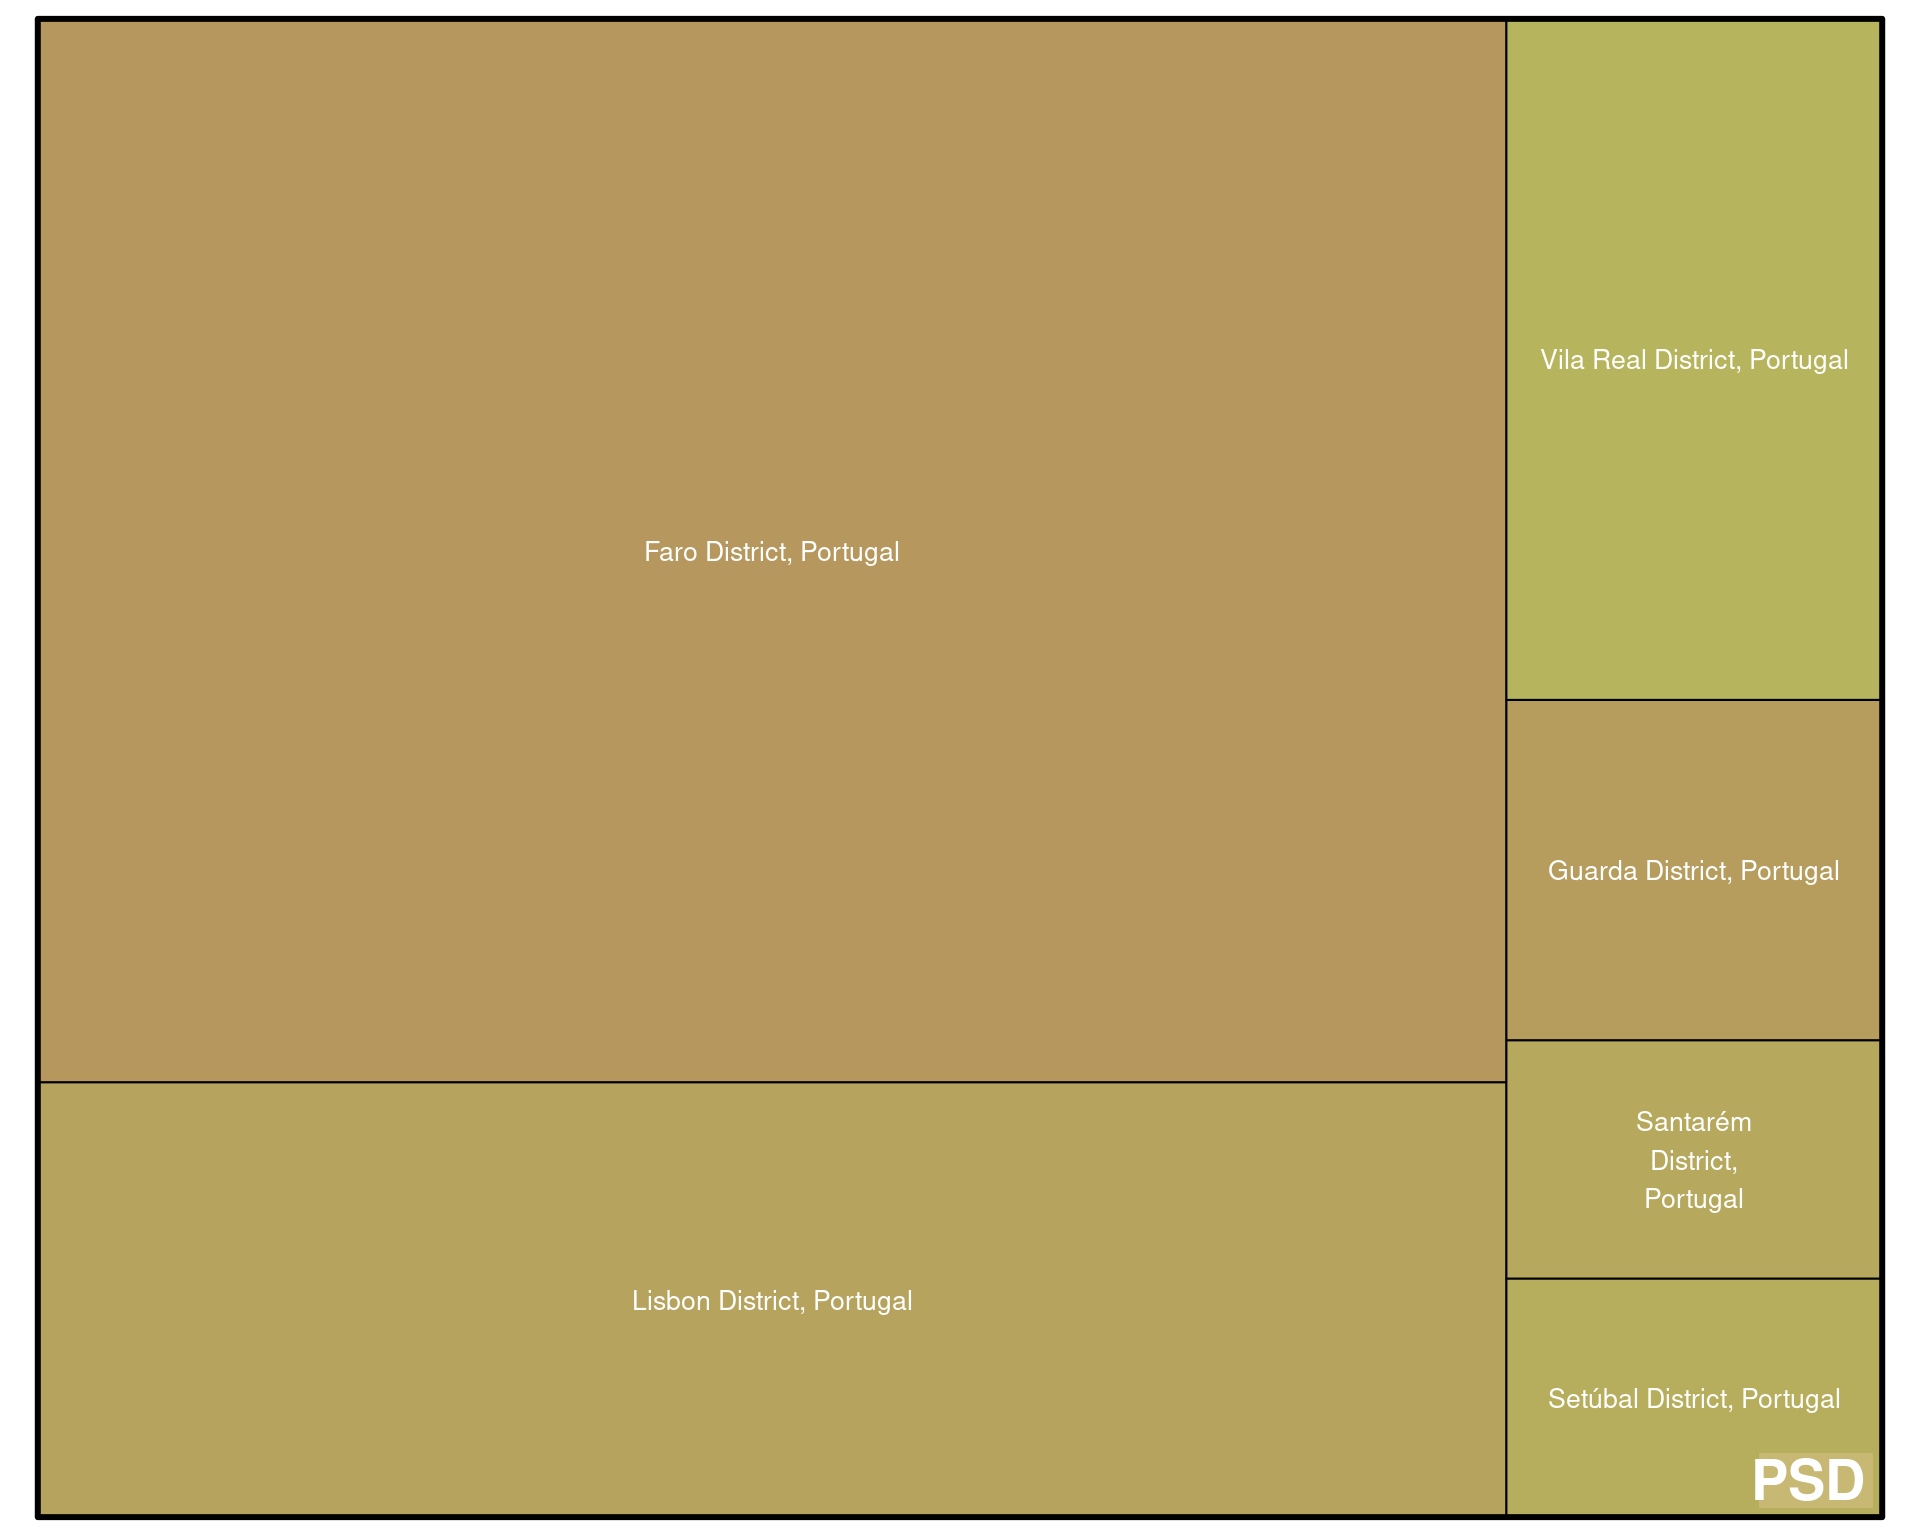 Faro District, Portugal
Lisbon District, Portugal
Vila Real District, Portugal
Guarda District, Portugal
Santarém
District,
Portugal
Setúbal District, Portugal
PSD